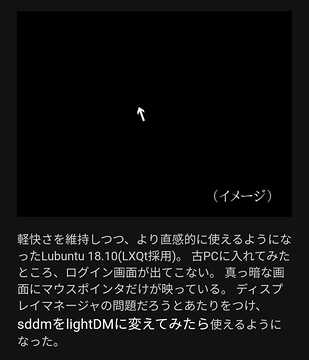 （イメージ）
軽快さを維持しつつ、より直感的に使えるようにな
ったLubuntu 18.10(LXQt採用)。 古PCに入れてみた
ところ、ログイン画面が出てこない。 真っ暗な画
面にマウスポインタだけが映っている。 ディスプ
レイマネージャの問題だろうとあたりをつけ、
sddmをlightDMに変えてみたら使えるように
なった。